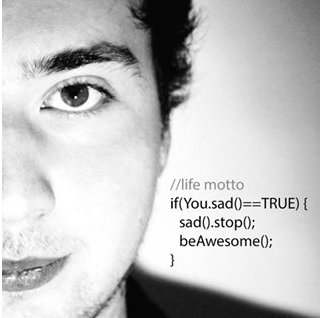 //life motto
if(You.sad()==TRUE) {
sad().stop();
beAwesome();
}